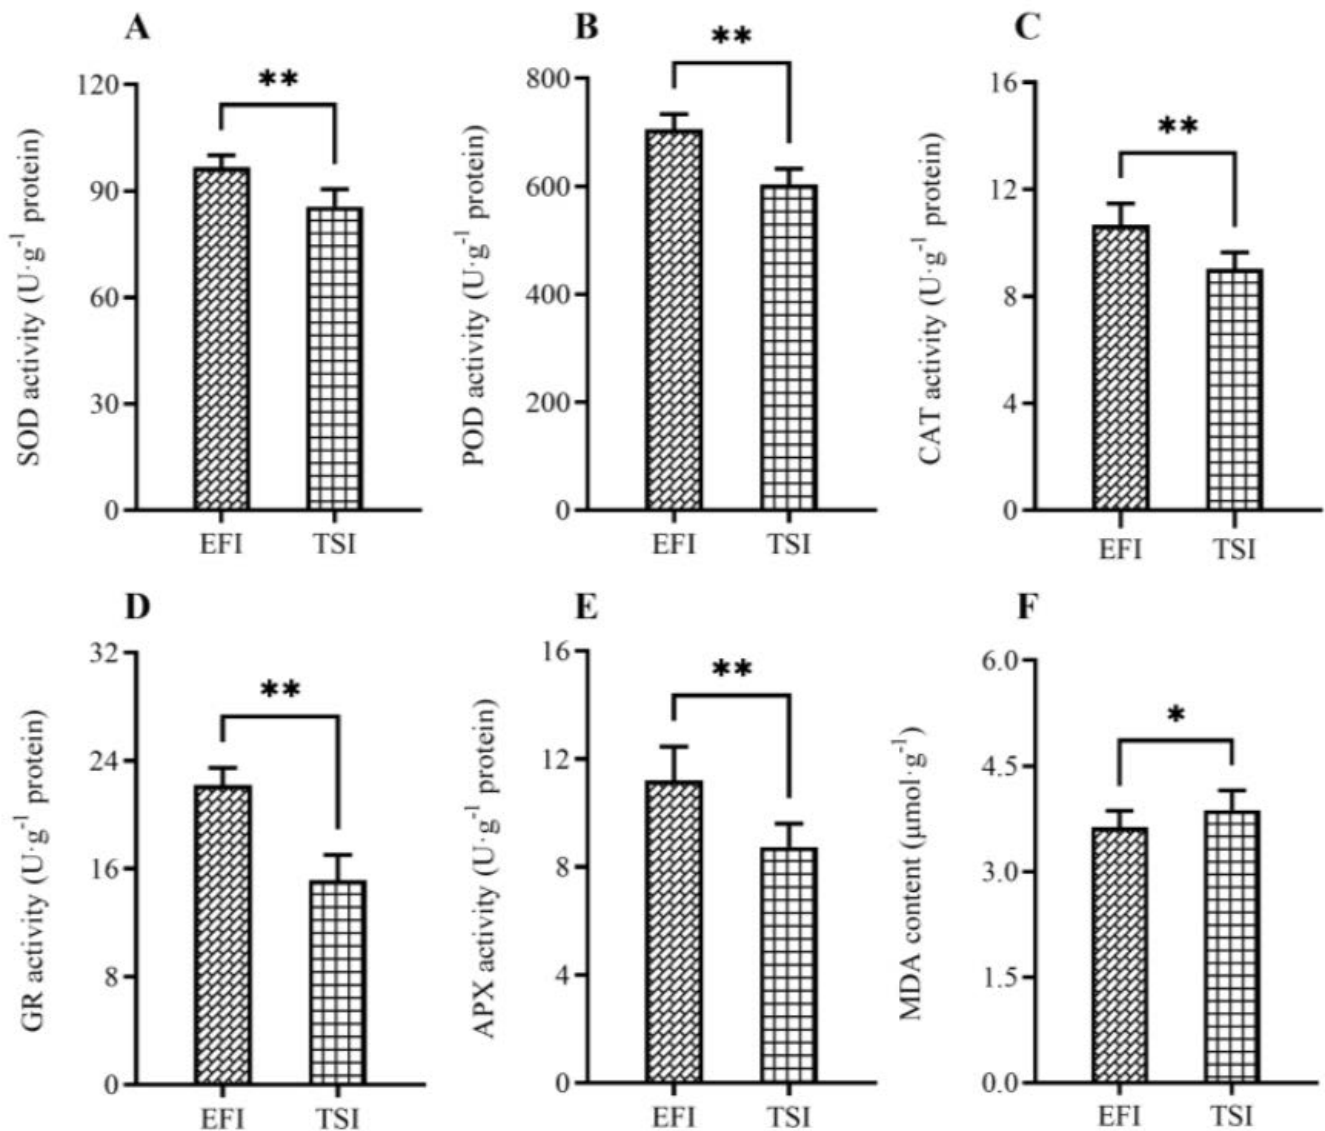 A
SOD activity (U·g⁻¹ protein)
120
90
60
30
0
**
EFI TSI
B
POD activity (U·g⁻¹ protein)
800
600
400
200
0
**
EFI TSI
C
CAT activity (U·g⁻¹ protein)
16
12
8
4
0
**
EFI TSI
D
GR activity (U·g⁻¹ protein)
32
24
16
8
0
**
EFI TSI
E
APX activity (U·g⁻¹ protein)
16
12
8
4
0
**
EFI TSI
F
MDA content (μmol·g⁻¹)
6.0
4.5
3.0
1.5
0.0
*
EFI TSI